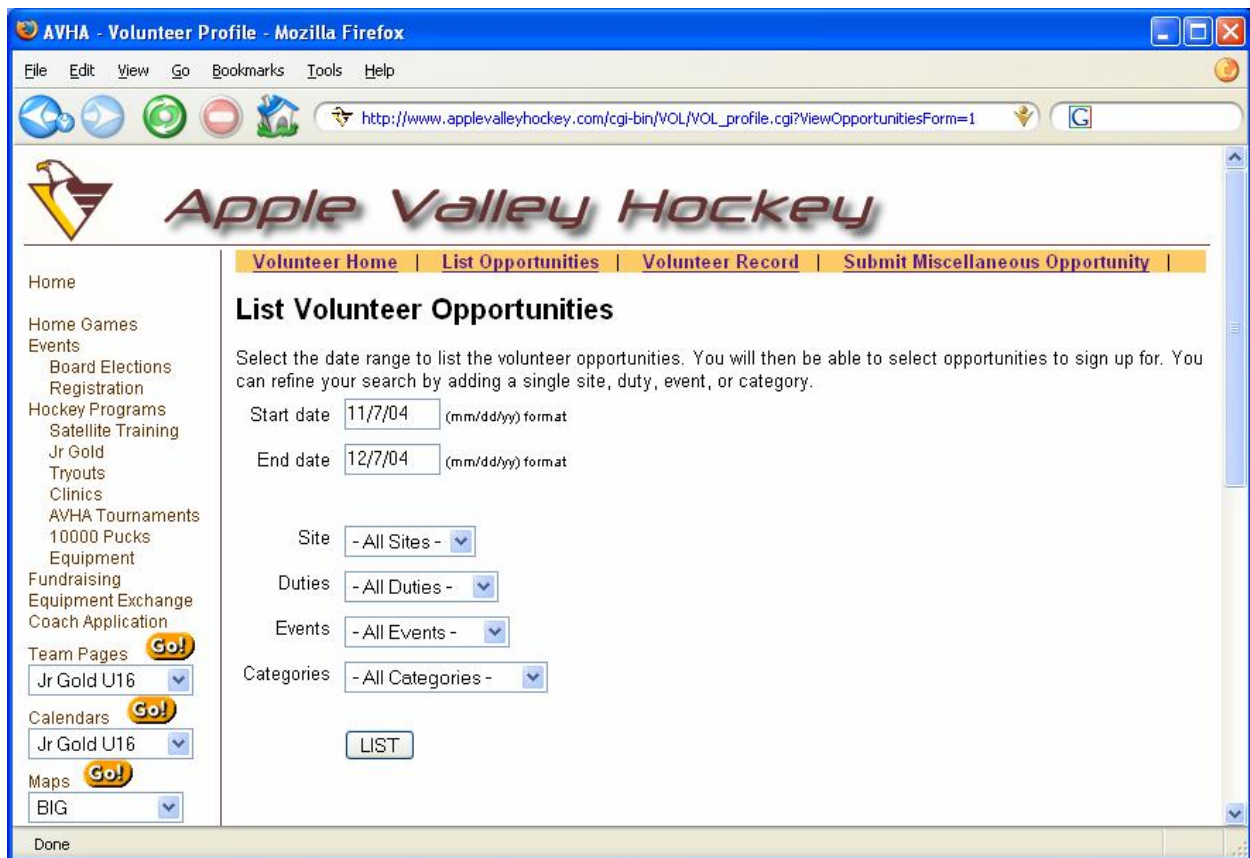 AVHA - Volunteer Profile - Mozilla Firefox
File Edit View Go Bookmarks Tools Help
http://www.applevalleyhockey.com/cgi-bin/VOL/VOL_profile.cgi?ViewOpportunitiesForm=1
G
Apple Valley Hockey
Volunteer Home | List Opportunities | Volunteer Record | Submit Miscellaneous Opportunity |
Home
Home Games
Events
Board Elections
Registration
Hockey Programs
Satellite Training
Jr Gold
Tryouts
Clinics
AVHA Tournaments
10000 Pucks
Equipment
Fundraising
Equipment Exchange
Coach Application
Team Pages Go!
Jr Gold U16
Calendars Go!
Jr Gold U16
Maps Go!
BIG
List Volunteer Opportunities
Select the date range to list the volunteer opportunities. You will then be able to select opportunities to sign up for. You
can refine your search by adding a single site, duty, event, or category.
Start date 11/7/04 (mm/dd/yy) format
End date 12/7/04 (mm/dd/yy) format
Site - All Sites -
Duties - All Duties -
Events - All Events -
Categories - All Categories -
LIST
Done